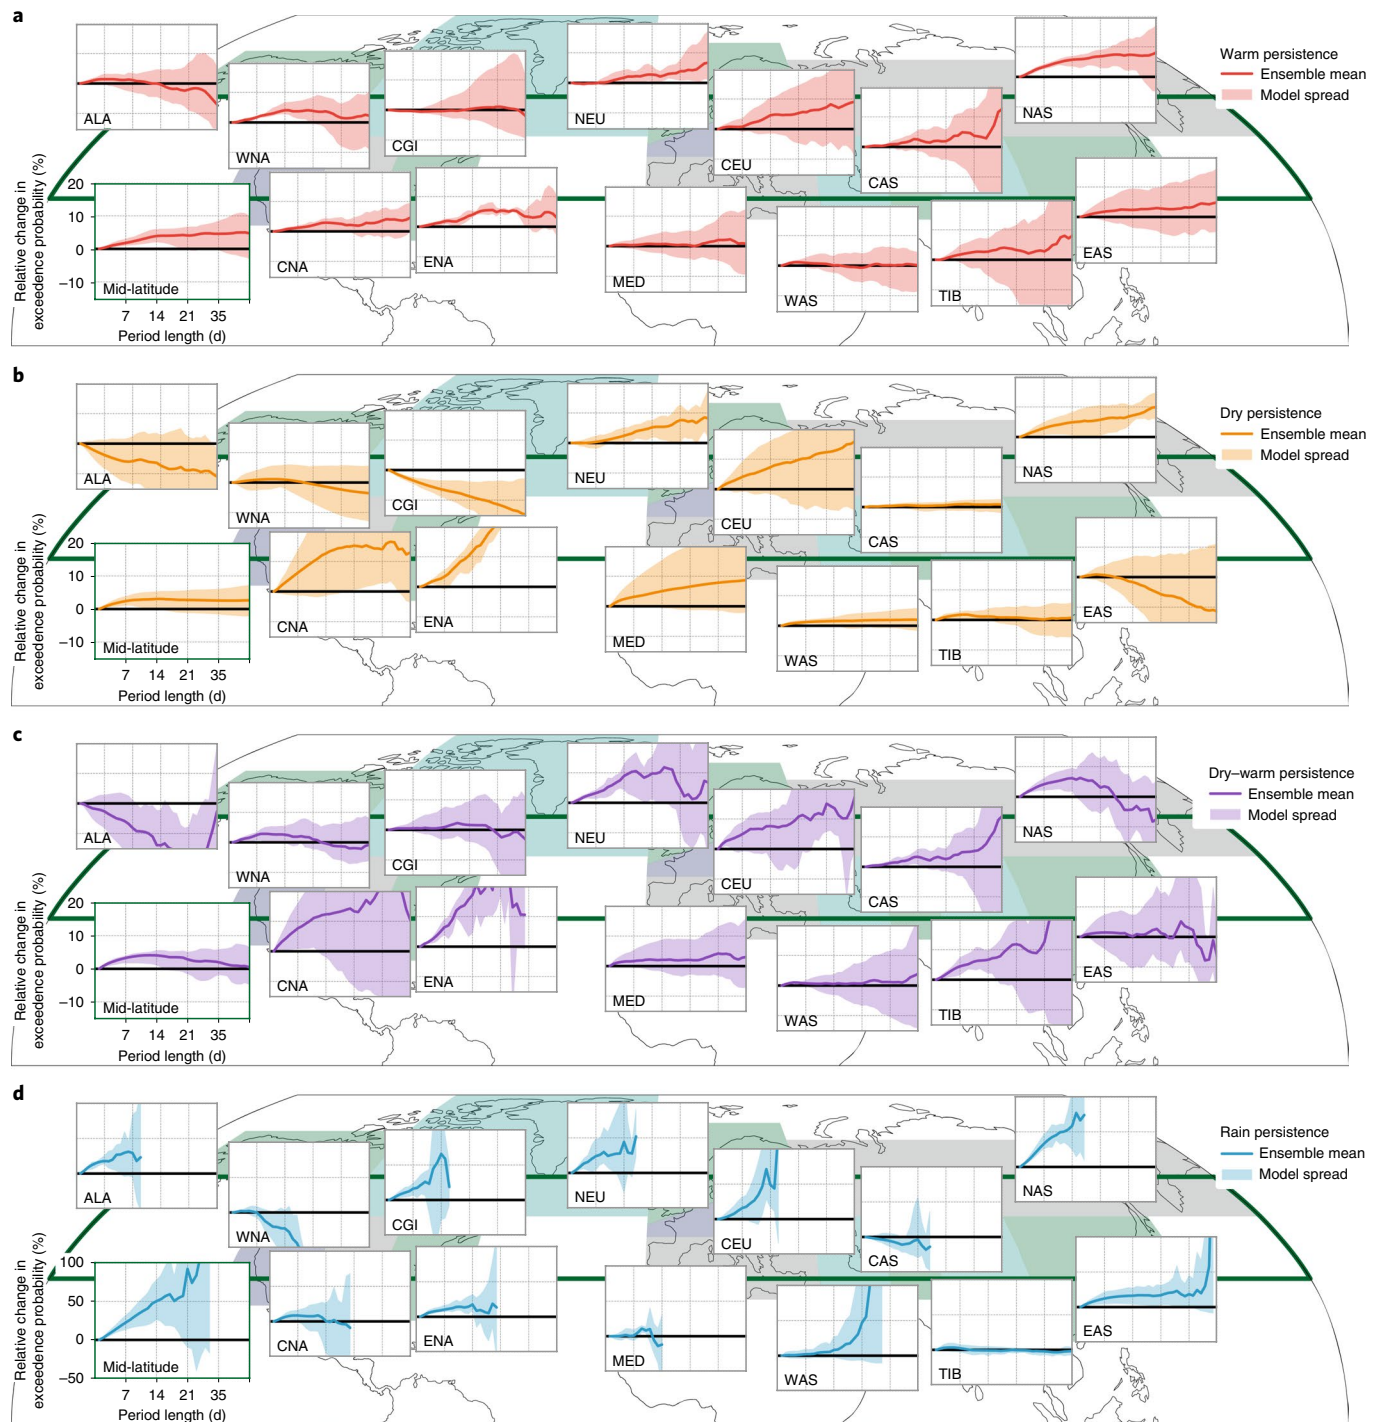 a
Warm persistence
Ensemble mean
Model spread
ALA
WNA
CGI
NEU
CEU
CAS
NAS
Relative change in
exceedence probability (%)
20
10
0
−10
Mid-latitude
7 14 21 35
Period length (d)
CNA
ENA
MED
WAS
TIB
EAS
b
Dry persistence
Ensemble mean
Model spread
ALA
WNA
CGI
NEU
CEU
CAS
NAS
Relative change in
exceedence probability (%)
20
10
0
−10
Mid-latitude
7 14 21 35
Period length (d)
CNA
ENA
MED
WAS
TIB
EAS
c
Dry–warm persistence
Ensemble mean
Model spread
ALA
WNA
CGI
NEU
CEU
CAS
NAS
Relative change in
exceedence probability (%)
20
10
0
−10
Mid-latitude
7 14 21 35
Period length (d)
CNA
ENA
MED
WAS
TIB
EAS
d
Rain persistence
Ensemble mean
Model spread
ALA
WNA
CGI
NEU
CEU
CAS
NAS
Relative change in
exceedence probability (%)
100
50
0
−50
Mid-latitude
7 14 21 35
Period length (d)
CNA
ENA
MED
WAS
TIB
EAS